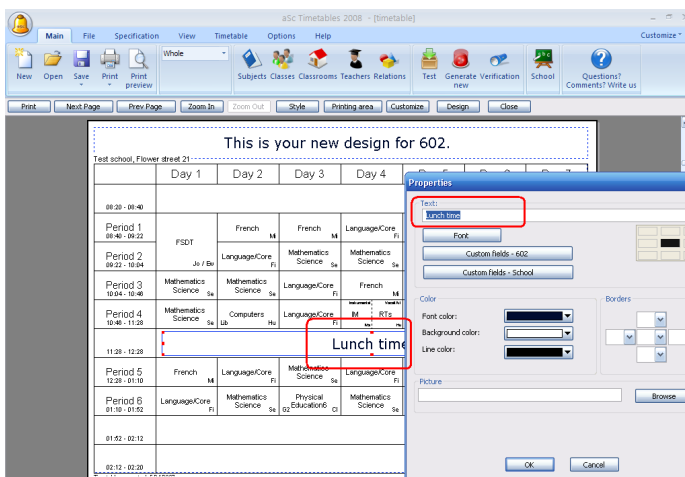 aSc Timetables 2008 - [timetable]
Main File Specification View Timetable Options Help Customize
New Open Save Print Print preview
Whole
Subjects Classes Classrooms Teachers Relations
Test Generate new Verification School Questions? Comments? Write us
Print Next Page Prev Page Zoom In Zoom Out Style Printing area Customize Design Close
This is your new design for 602.
Test school, Flower street 21
Day 1 Day 2 Day 3 Day 4
08:20 - 08:40
Period 1
08:40 - 09:22
FSDT
Jo / Be
French
Mi
French
Mi
Language/Core
Fi
Period 2
09:22 - 10:04
Language/Core
Fi
Mathematics
Science Se
Mathematics
Science Se
Period 3
10:04 - 10:46
Mathematics
Science Se
Mathematics
Science Se
Language/Core
Fi
French
Mi
Period 4
10:46 - 11:28
Mathematics
Science Se
Computers
Lib Hu
Language/Core
Fi
Instrumental
IM
RTs
Hu
11:28 - 12:28
Lunch time
Period 5
12:28 - 01:10
French
Mi
Language/Core
Fi
Mathematics
Science Se
Language/Core
Fi
Period 6
01:10 - 01:52
Language/Core
Fi
Mathematics
Science Se
Physical
Education6
G2 Cl
Mathematics
Science Se
01:52 - 02:12
02:12 - 02:20
Properties
Text:
Lunch time
Font
Custom fields - 602
Custom fields - School
Color
Font color:
Background color:
Line color:
Borders
Picture
Browse
OK Cancel